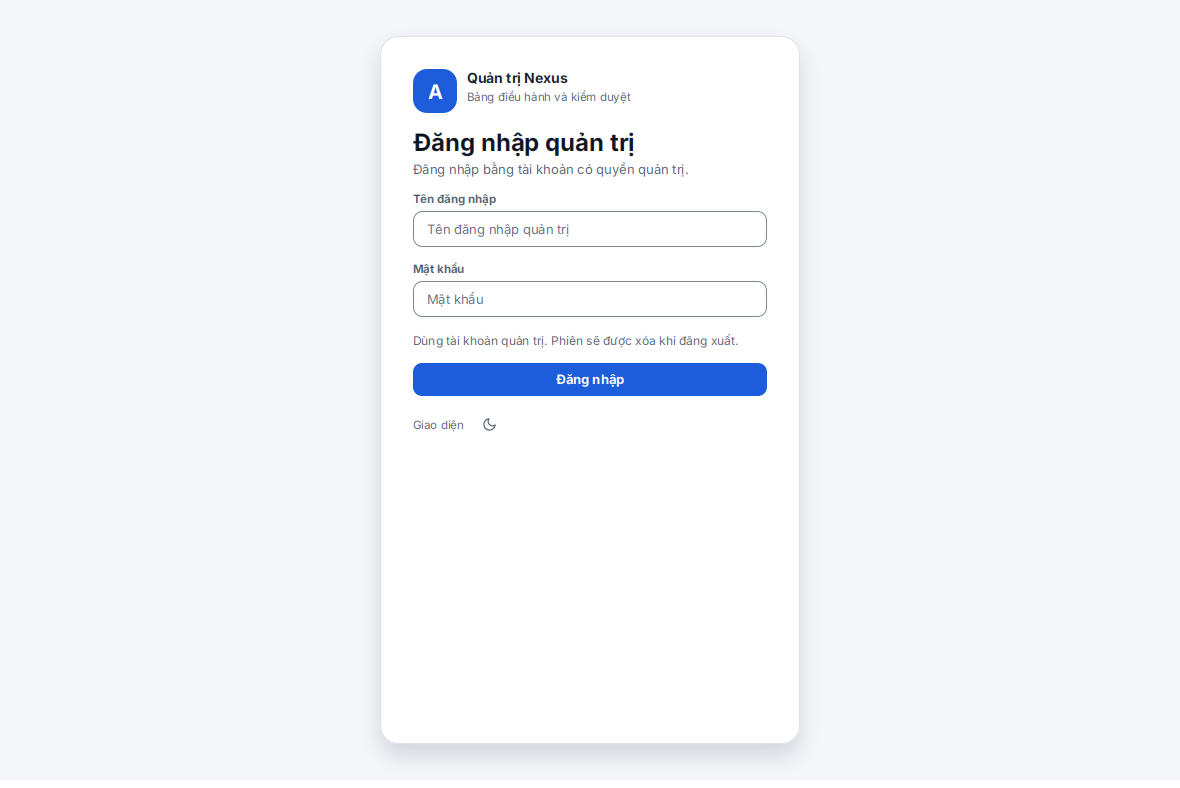 A
Quản trị Nexus
Bảng điều hành và kiểm duyệt
Đăng nhập quản trị
Đăng nhập bằng tài khoản có quyền quản trị.
Tên đăng nhập
Tên đăng nhập quản trị
Mật khẩu
Mật khẩu
Dùng tài khoản quản trị. Phiên sẽ được xóa khi đăng xuất.
Đăng nhập
Giao diện